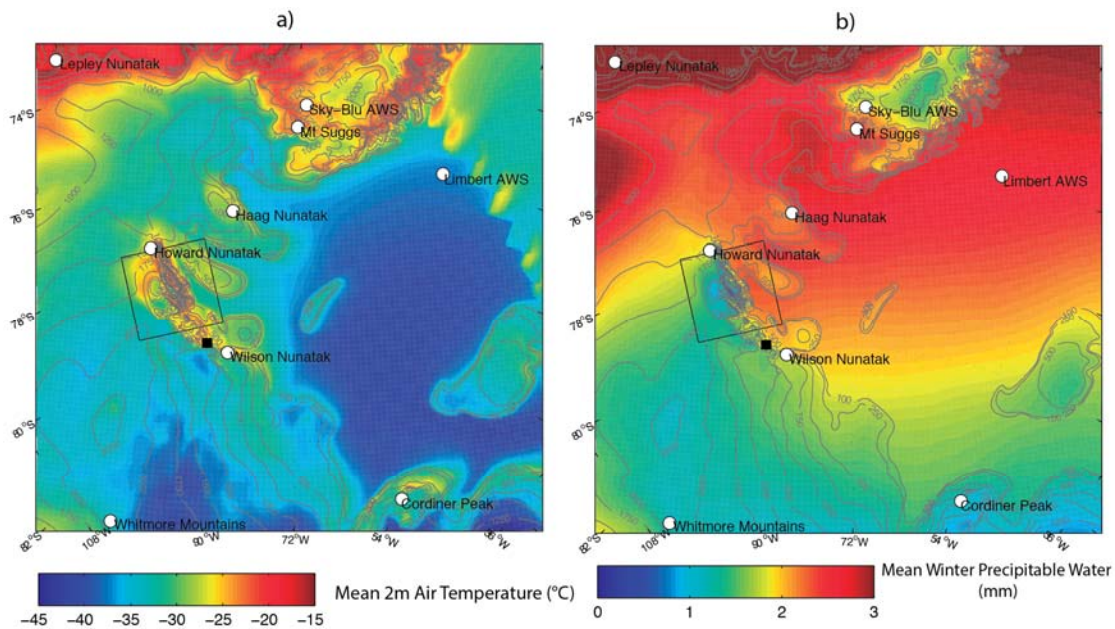 a)
Lepley Nunatak
Sky-Blu AWS
Mt Suggs
Limbert AWS
Haag Nunatak
Howard Nunatak
Wilson Nunatak
Cordiner Peak
Whitmore Mountains
74°S
76°S
78°S
80°S
82°S
108°W
90°W
72°W
54°W
Mean 2m Air Temperature (°C)
-45 -40 -35 -30 -25 -20 -15
b)
Lepley Nunatak
1750
Sky-Blu AWS
Mt Suggs
Limbert AWS
Haag Nunatak
Howard Nunatak
Wilson Nunatak
100
Cordiner Peak
Whitmore Mountains
74°S
76°S
78°S
80°S
82°S
108°W
90°W
72°W
54°W
36°W
Mean Winter Precipitable Water
(mm)
0 1 2 3